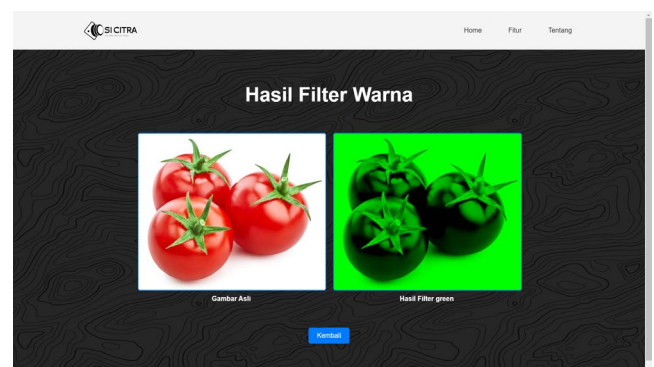 SI CITRA
Home Fitur Tentang
Hasil Filter Warna
Gambar Asli
Hasil Filter green
Kembali